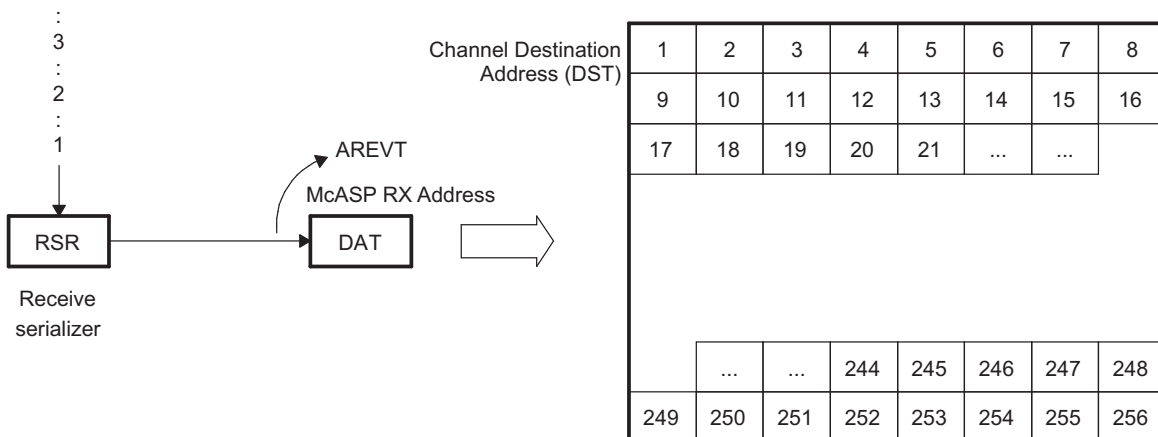 :
3
:
2
:
1
AREVT
McASP RX Address
RSR
DAT
Receive
serializer
Channel Destination
Address (DST)
1 2 3 4 5 6 7 8
9 10 11 12 13 14 15 16
17 18 19 20 21 ... ...
... ... 244 245 246 247 248
249 250 251 252 253 254 255 256